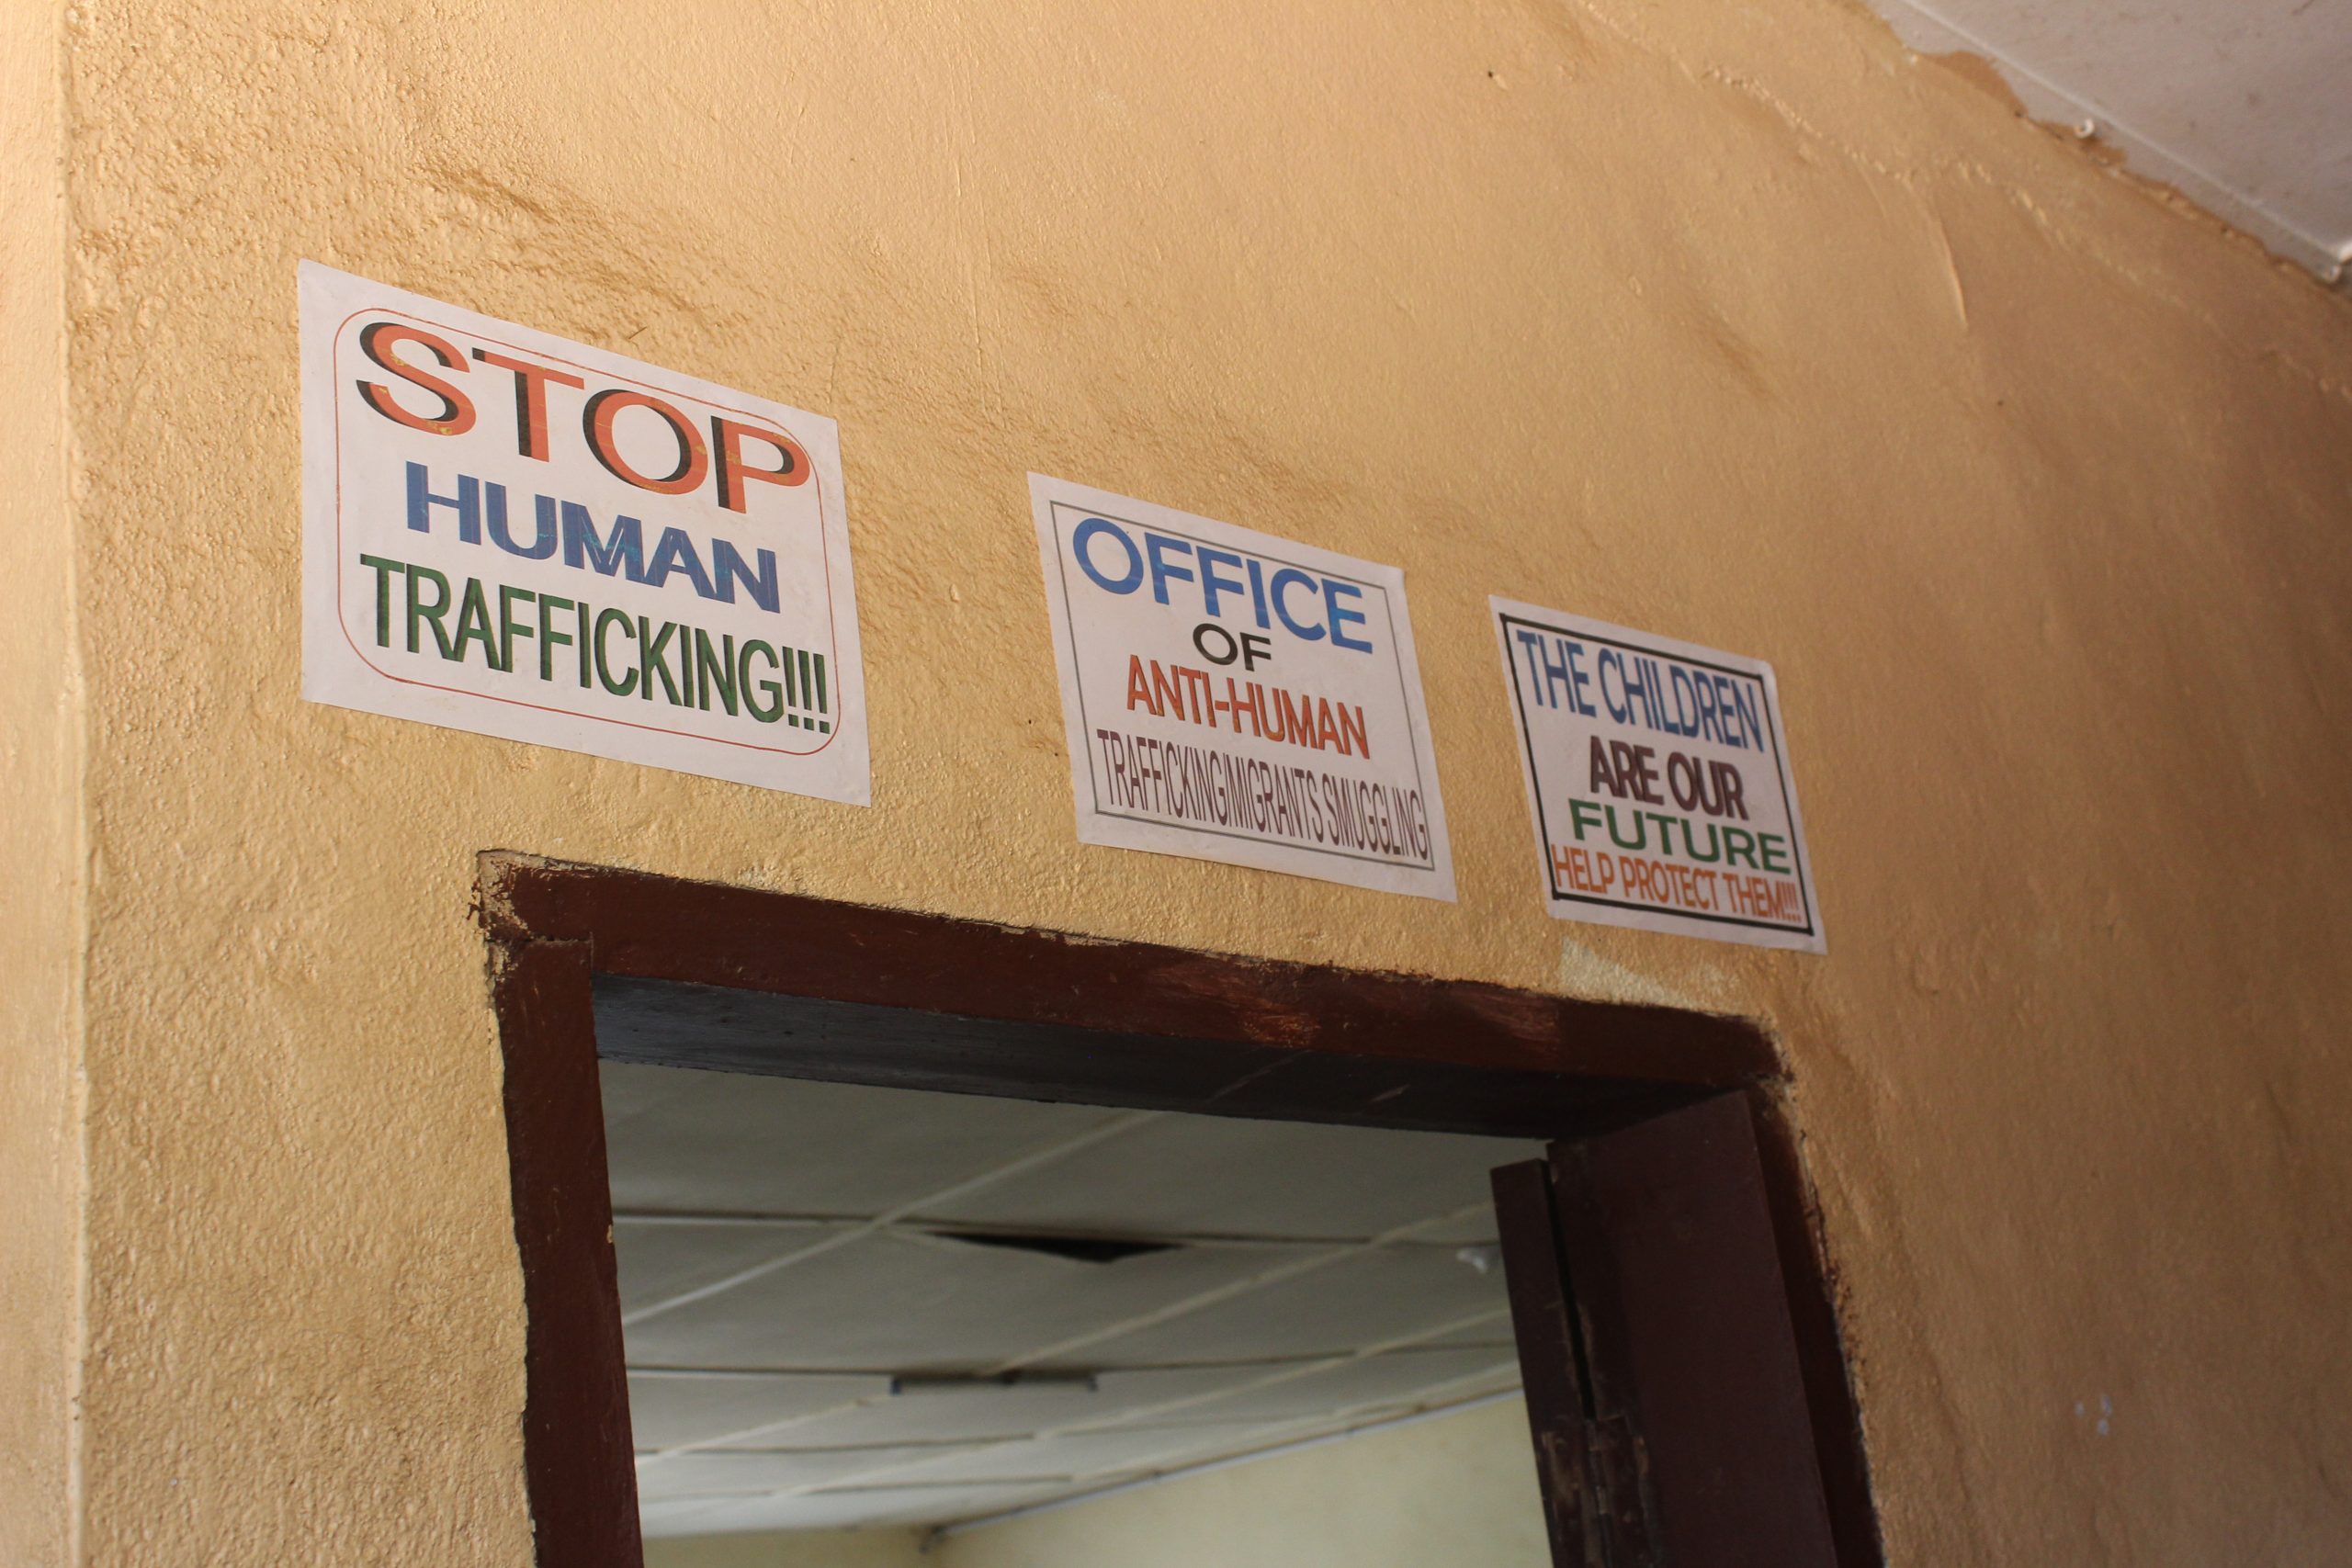 STOP
HUMAN
TRAFFICKING!!!
OFFICE
OF
ANTI-HUMAN
TRAFFICKING/MIGRANTS SMUGGLING
THE CHILDREN
ARE OUR
FUTURE
HELP PROTECT THEM!!!